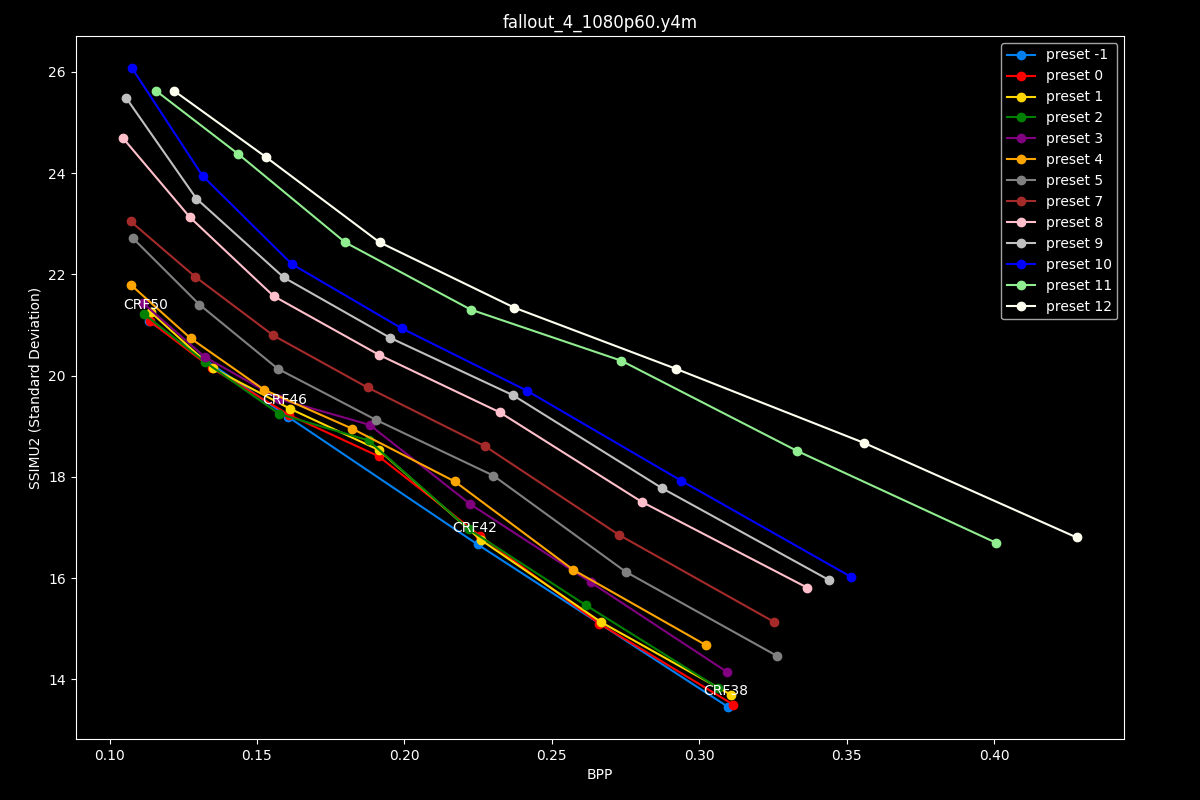 fallout_4_1080p60.y4m
preset -1
preset 0
preset 1
preset 2
preset 3
preset 4
preset 5
preset 7
preset 8
preset 9
preset 10
preset 11
preset 12
SSIMU2 (Standard Deviation)
26
24
22
20
18
16
14
CRF50
CRF46
CRF42
CRF38
0.10 0.15 0.20 0.25 0.30 0.35 0.40
BPP